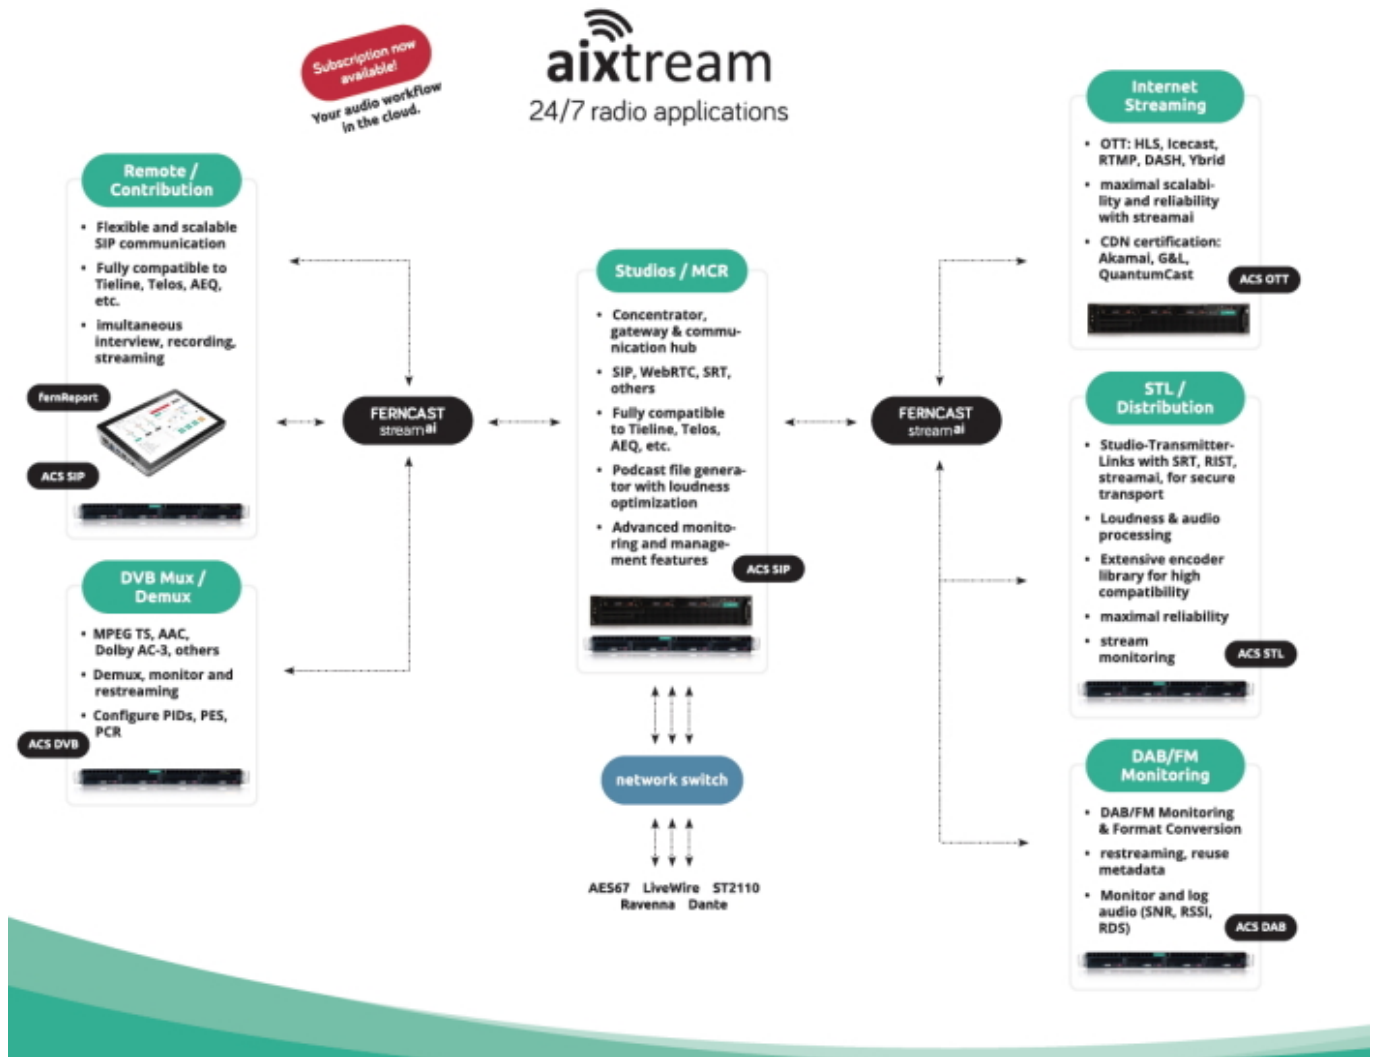 Subscription now
available!
Your audio workflow
in the cloud.
aixtream
24/7 radio applications
Remote /
Contribution
• Flexible and scalable
SIP communication
• Fully compatible to
Tieline, Telos, AEQ,
etc.
• imultaneous
interview, recording,
streaming
fernReport
ACS SIP
DVB Mux /
Demux
• MPEG TS, AAC,
Dolby AC-3, others
• Demux, monitor and
restreaming
• Configure PIDs, PES,
PCR
ACS DVB
FERNCAST
streamai
Studios / MCR
• Concentrator,
gateway & commu-
nication hub
• SIP, WebRTC, SRT,
others
• Fully compatible
to Tieline, Telos,
AEQ, etc.
• Podcast file genera-
tor with loudness
optimization
• Advanced monito-
ring and manage-
ment features
ACS SIP
network switch
AES67 LiveWire ST2110
Ravenna Dante
FERNCAST
streamai
Internet
Streaming
• OTT: HLS, Icecast,
RTMP, DASH, Ybrid
• maximal scalabi-
lity and reliability
with streamai
• CDN certification:
Akamai, G&L,
QuantumCast
ACS OTT
STL /
Distribution
• Studio-Transmitter-
Links with SRT, RIST,
streamai, for secure
transport
• Loudness & audio
processing
• Extensive encoder
library for high
compatibility
• maximal reliability
• stream
monitoring
ACS STL
DAB/FM
Monitoring
• DAB/FM Monitoring
& Format Conversion
• restreaming, reuse
metadata
• Monitor and log
audio (SNR, RSSI,
RDS)
ACS DAB